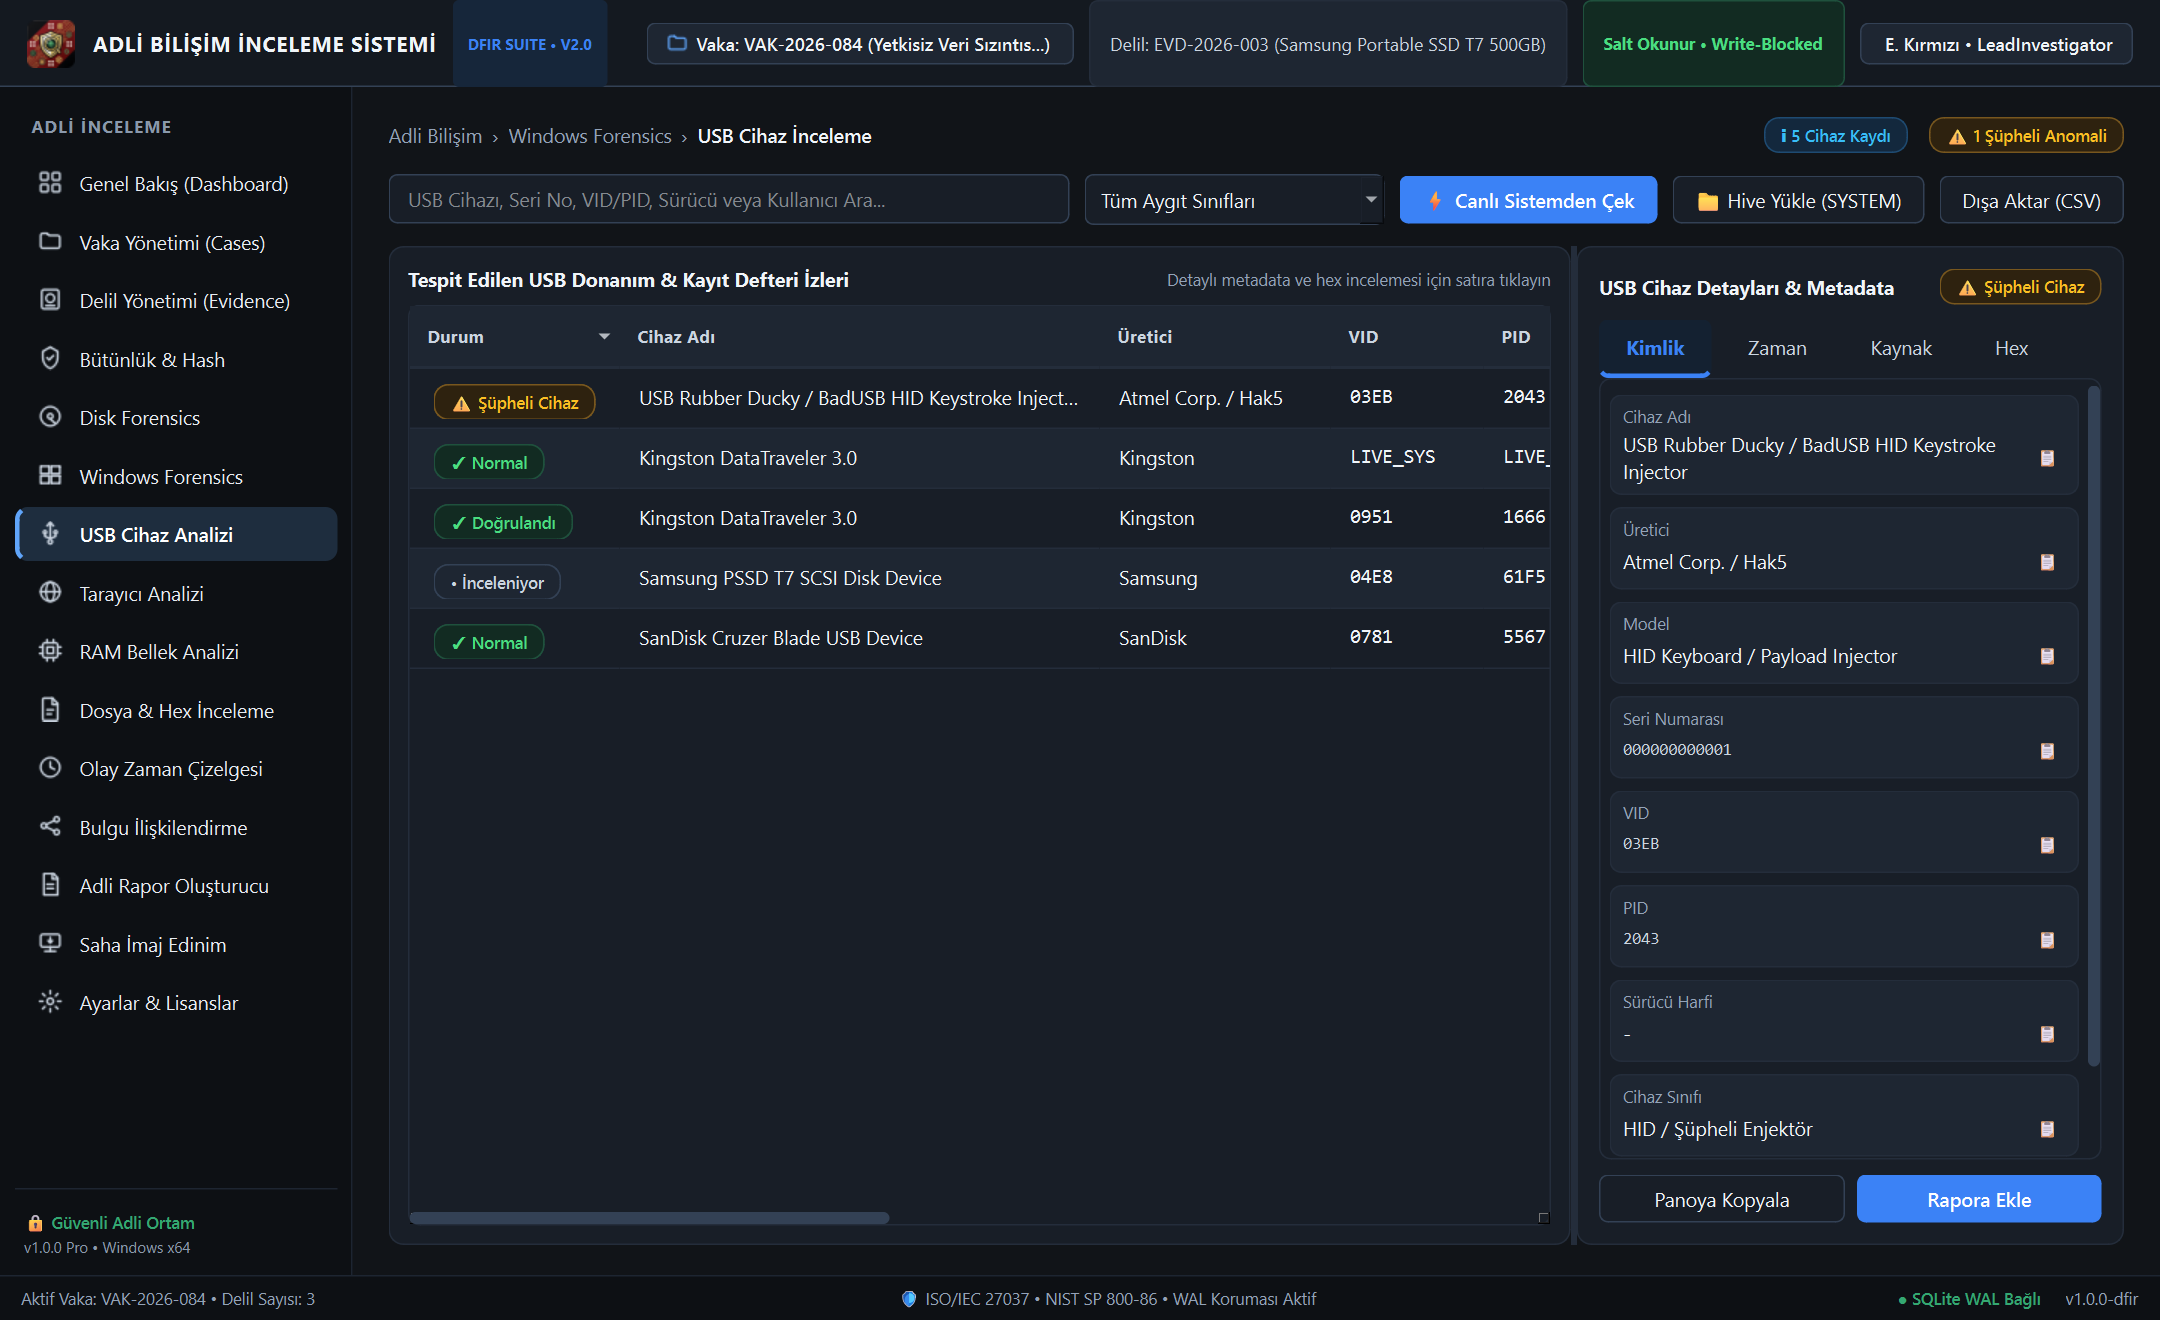 ADLİ BİLİŞİM İNCELEME SİSTEMİ
DFIR SUITE • V2.0
Vaka: VAK-2026-084 (Yetkisiz Veri Sızıntıs...)
Delil: EVD-2026-003 (Samsung Portable SSD T7 500GB)
Salt Okunur • Write-Blocked
E. Kırmızı • LeadInvestigator
ADLİ İNCELEME
Genel Bakış (Dashboard)
Vaka Yönetimi (Cases)
Delil Yönetimi (Evidence)
Bütünlük & Hash
Disk Forensics
Windows Forensics
USB Cihaz Analizi
Tarayıcı Analizi
RAM Bellek Analizi
Dosya & Hex İnceleme
Olay Zaman Çizelgesi
Bulgu İlişkilendirme
Adli Rapor Oluşturucu
Saha İmaj Edinim
Ayarlar & Lisanslar
Güvenli Adli Ortam
v1.0.0 Pro • Windows x64
Adli Bilişim › Windows Forensics › USB Cihaz İnceleme
ℹ 5 Cihaz Kaydı
⚠ 1 Şüpheli Anomali
USB Cihazı, Seri No, VID/PID, Sürücü veya Kullanıcı Ara...
Tüm Aygıt Sınıfları
Canlı Sistemden Çek
Hive Yükle (SYSTEM)
Dışa Aktar (CSV)
Tespit Edilen USB Donanım & Kayıt Defteri İzleri
Detaylı metadata ve hex incelemesi için satıra tıklayın
Durum Cihaz Adı Üretici VID PID
⚠ Şüpheli Cihaz USB Rubber Ducky / BadUSB HID Keystroke Inject... Atmel Corp. / Hak5 03EB 2043
✓ Normal Kingston DataTraveler 3.0 Kingston LIVE_SYS LIVE_
✓ Doğrulandı Kingston DataTraveler 3.0 Kingston 0951 1666
• İnceleniyor Samsung PSSD T7 SCSI Disk Device Samsung 04E8 61F5
✓ Normal SanDisk Cruzer Blade USB Device SanDisk 0781 5567
USB Cihaz Detayları & Metadata
⚠ Şüpheli Cihaz
Kimlik Zaman Kaynak Hex
Cihaz Adı
USB Rubber Ducky / BadUSB HID Keystroke
Injector
Üretici
Atmel Corp. / Hak5
Model
HID Keyboard / Payload Injector
Seri Numarası
000000000001
VID
03EB
PID
2043
Sürücü Harfi
-
Cihaz Sınıfı
HID / Şüpheli Enjektör
Panoya Kopyala
Rapora Ekle
Aktif Vaka: VAK-2026-084 • Delil Sayısı: 3
ISO/IEC 27037 • NIST SP 800-86 • WAL Koruması Aktif
● SQLite WAL Bağlı
v1.0.0-dfir